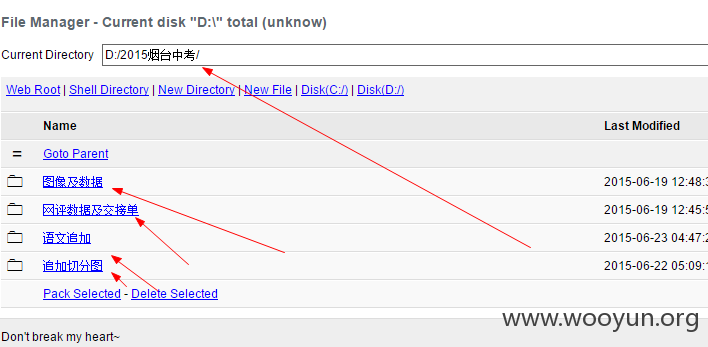 File Manager - Current disk "D:\" total (unknow)
Current Directory D:/2015烟台中考/
Web Root | Shell Directory | New Directory | New File | Disk(C:/) | Disk(D:/)
Name Last Modified
= Goto Parent
图像及数据 2015-06-19 12:48:3
网评数据及交接单 2015-06-19 12:45:5
语文追加 2015-06-23 04:47:2
追加切分图 2015-06-22 05:09:1
Pack Selected - Delete Selected
www.wooyun.org
Don't break my heart~